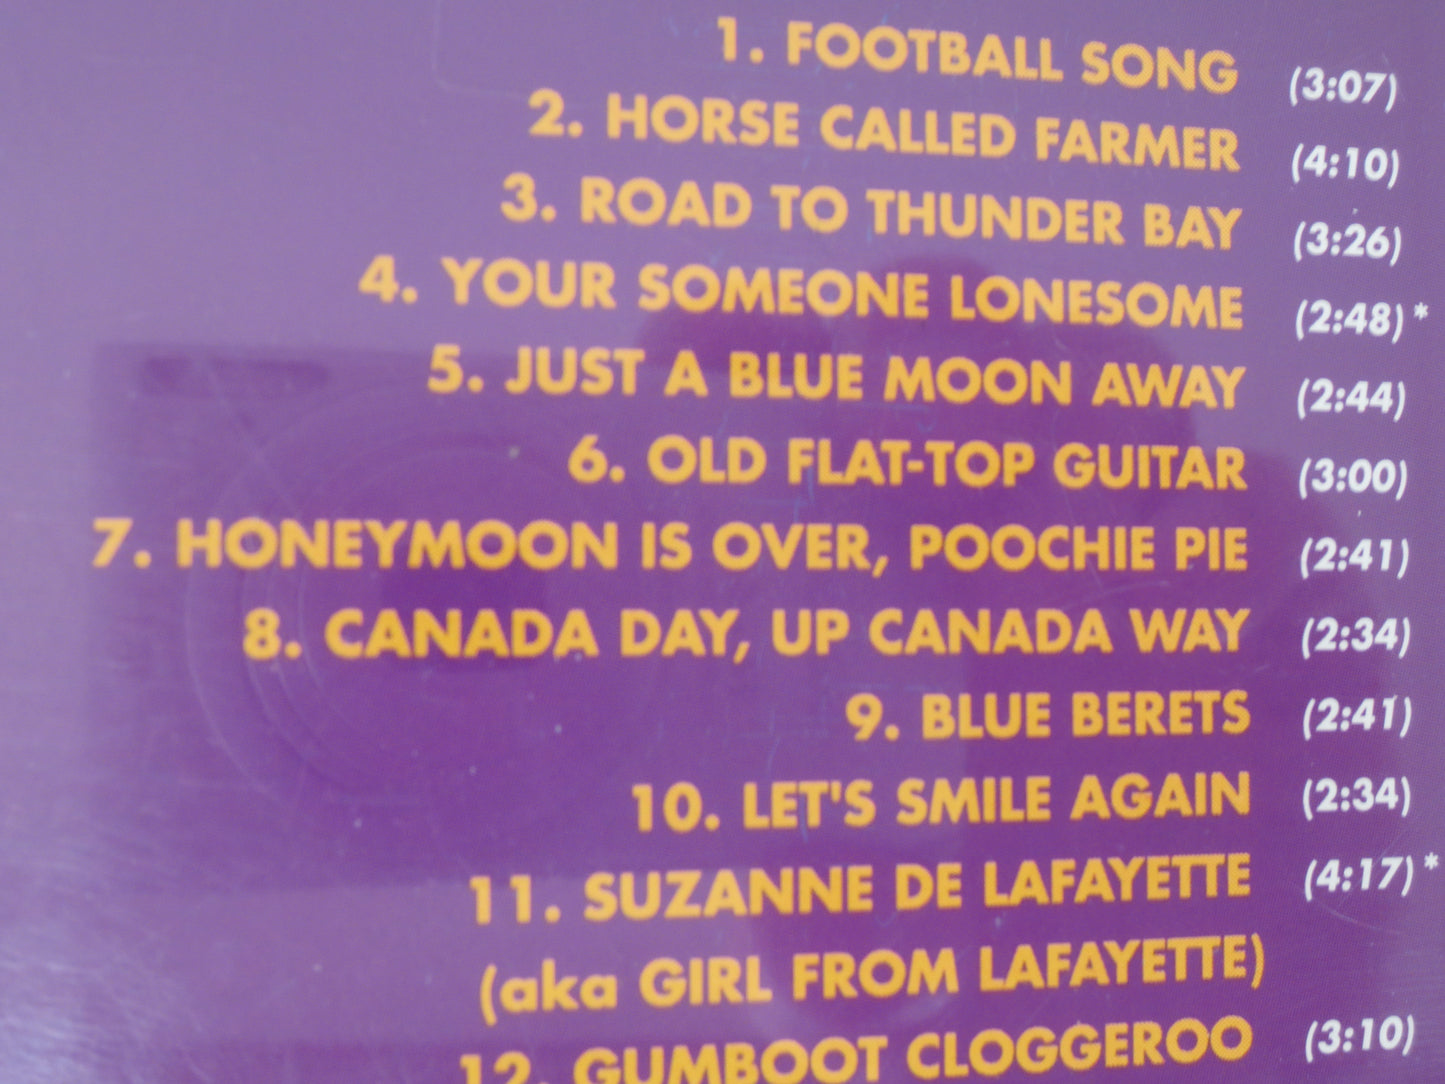 1. FOOTBALL SONG (3:07)
2. HORSE CALLED FARMER (4:10)
3. ROAD TO THUNDER BAY (3:26)
4. YOUR SOMEONE LONESOME (2:48)*
5. JUST A BLUE MOON AWAY (2:44)
6. OLD FLAT-TOP GUITAR (3:00)
7. HONEYMOON IS OVER, POOCHIE PIE (2:41)
8. CANADA DAY, UP CANADA WAY (2:34)
9. BLUE BERETS (2:41)
10. LET'S SMILE AGAIN (2:34)
11. SUZANNE DE LAFAYETTE (4:17)*
(aka GIRL FROM LAFAYETTE)
12. GUMBOOT CLOGGEROO (3:10)